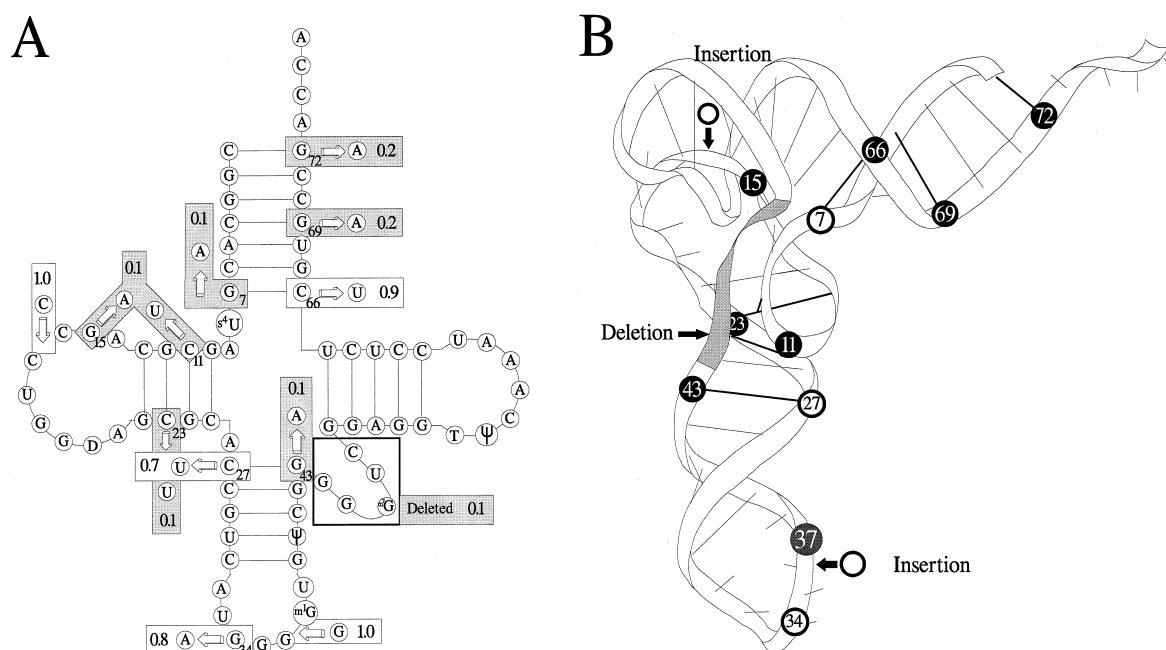 A
A
C
C
A
C G 72 A 0.2
G C
G C
C G 69 A 0.2
A U
C G
0.1
A
G 7 C 66 U 0.9
s⁴U
0.1
A U
1.0
C
C G 15 A C G C 11 G A
C
U
G
G
D
A
G C 23 G C
A
U
0.1
0.7 U C 27
0.1
A
G 43
U C U C C U A A A C
G G A G G T Ψ
C
U
G
G
m⁷G
Deleted 0.1
C G
G C
U Ψ
C G
A U
U m¹G
0.8 A G 34 G G G 1.0
B
Insertion
15
66
72
7
69
Deletion
23
11
43
27
37
Insertion
34